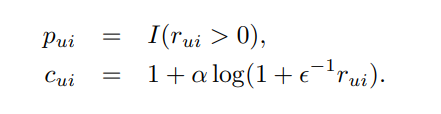 p_{ui} = I(r_{ui} > 0),
c_{ui} = 1 + α log(1 + ϵ^{-1} r_{ui}).